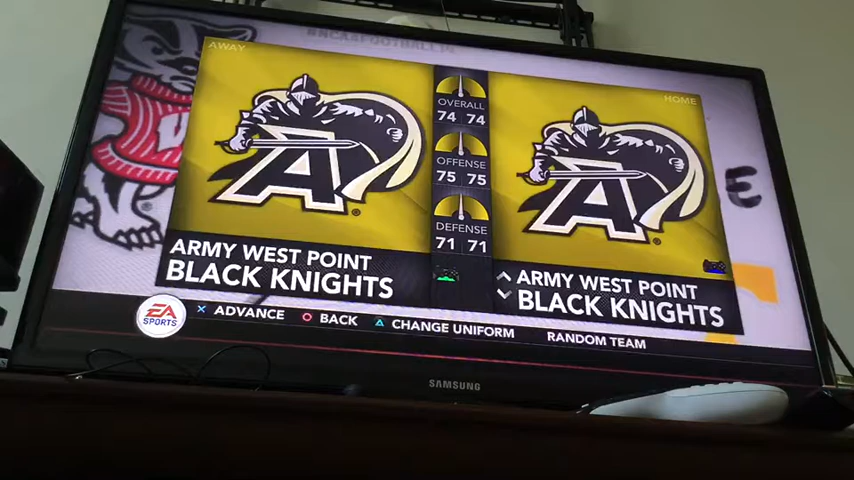 #NCAAFOOTBALL14
AWAY
HOME
OVERALL
74 74
OFFENSE
75 75
DEFENSE
71 71
W
A
A
E
ARMY WEST POINT
BLACK KNIGHTS
ARMY WEST POINT
BLACK KNIGHTS
EA
SPORTS
ADVANCE
BACK
CHANGE UNIFORM
RANDOM TEAM
SAMSUNG